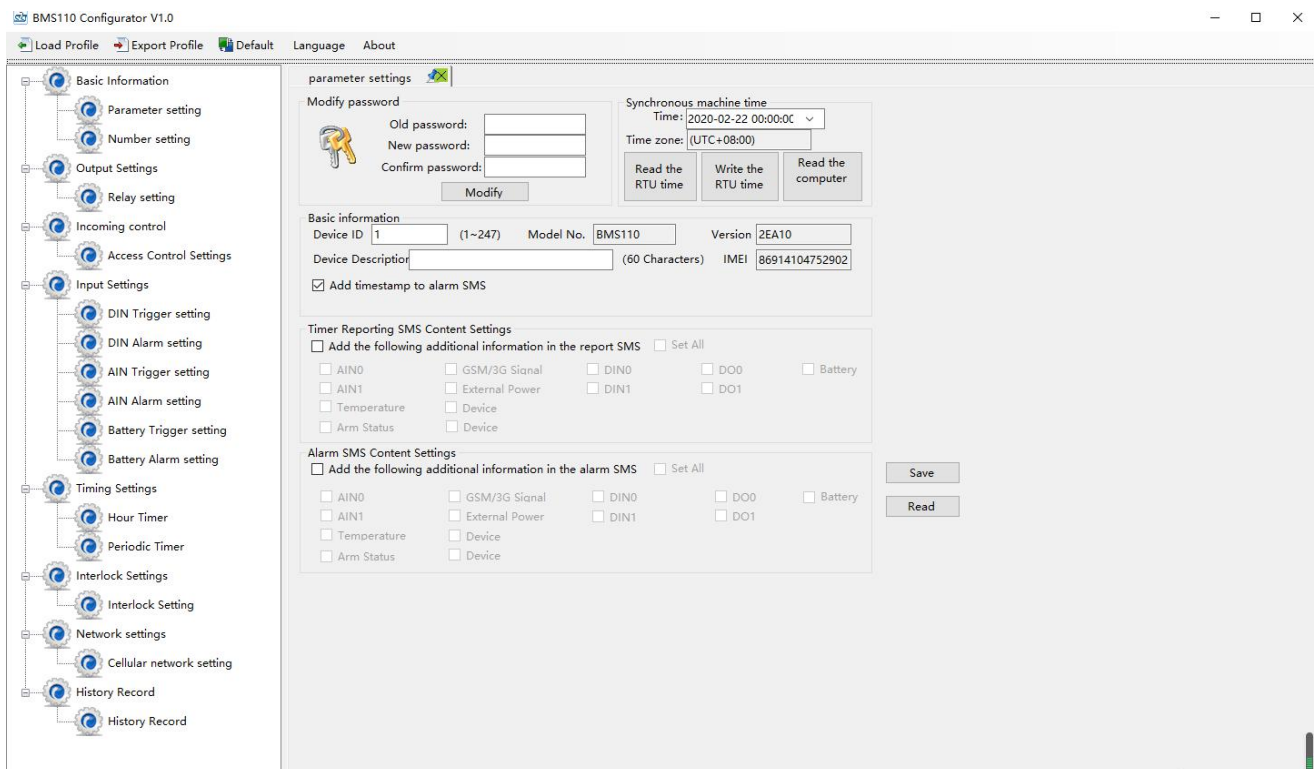 BMS110 Configurator V1.0
Load Profile Export Profile Default Language About
Basic Information
Parameter setting
Number setting
Output Settings
Relay setting
Incoming control
Access Control Settings
Input Settings
DIN Trigger setting
DIN Alarm setting
AIN Trigger setting
AIN Alarm setting
Battery Trigger setting
Battery Alarm setting
Timing Settings
Hour Timer
Periodic Timer
Interlock Settings
Interlock Setting
Network settings
Cellular network setting
History Record
History Record
parameter settings
Modify password
Old password:
New password:
Confirm password:
Modify
Synchronous machine time
Time: 2020-02-22 00:00:0C
Time zone: (UTC+08:00)
Read the
RTU time
Write the
RTU time
Read the
computer
Basic information
Device ID 1 (1~247) Model No. BMS110 Version 2EA10
Device Description (60 Characters) IMEI 86914104752902
Add timestamp to alarm SMS
Timer Reporting SMS Content Settings
Add the following additional information in the report SMS Set All
AIN0 GSM/3G Signal DIN0 DO0 Battery
AIN1 External Power DIN1 DO1
Temperature Device
Arm Status Device
Alarm SMS Content Settings
Add the following additional information in the alarm SMS Set All
AIN0 GSM/3G Signal DIN0 DO0 Battery
AIN1 External Power DIN1 DO1
Temperature Device
Arm Status Device
Save
Read